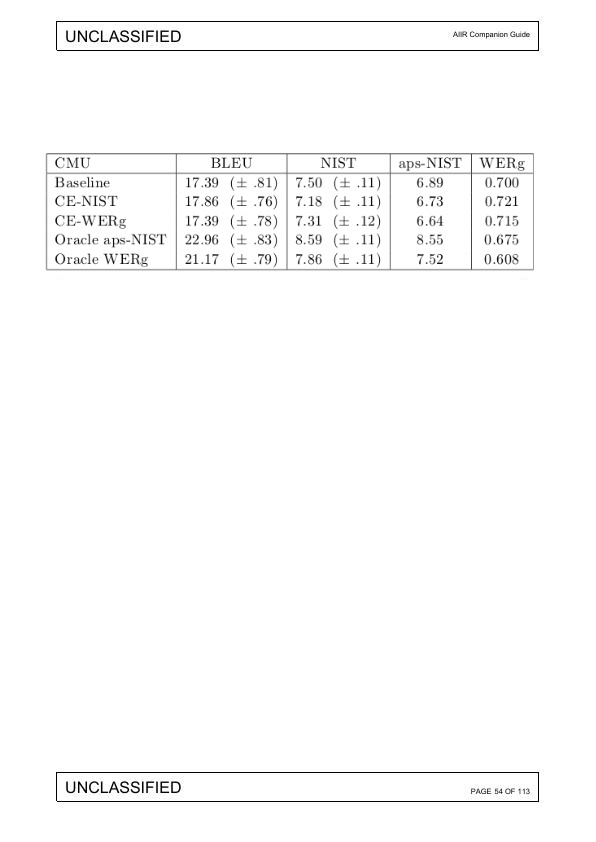 UNCLASSIFIED AIIR Companion Guide
CMU BLEU NIST aps-NIST WERg
Baseline 17.39 (± .81) 7.50 (± .11) 6.89 0.700
CE-NIST 17.86 (± .76) 7.18 (± .11) 6.73 0.721
CE-WERg 17.39 (± .78) 7.31 (± .12) 6.64 0.715
Oracle aps-NIST 22.96 (± .83) 8.59 (± .11) 8.55 0.675
Oracle WERg 21.17 (± .79) 7.86 (± .11) 7.52 0.608
UNCLASSIFIED PAGE 54 OF 113